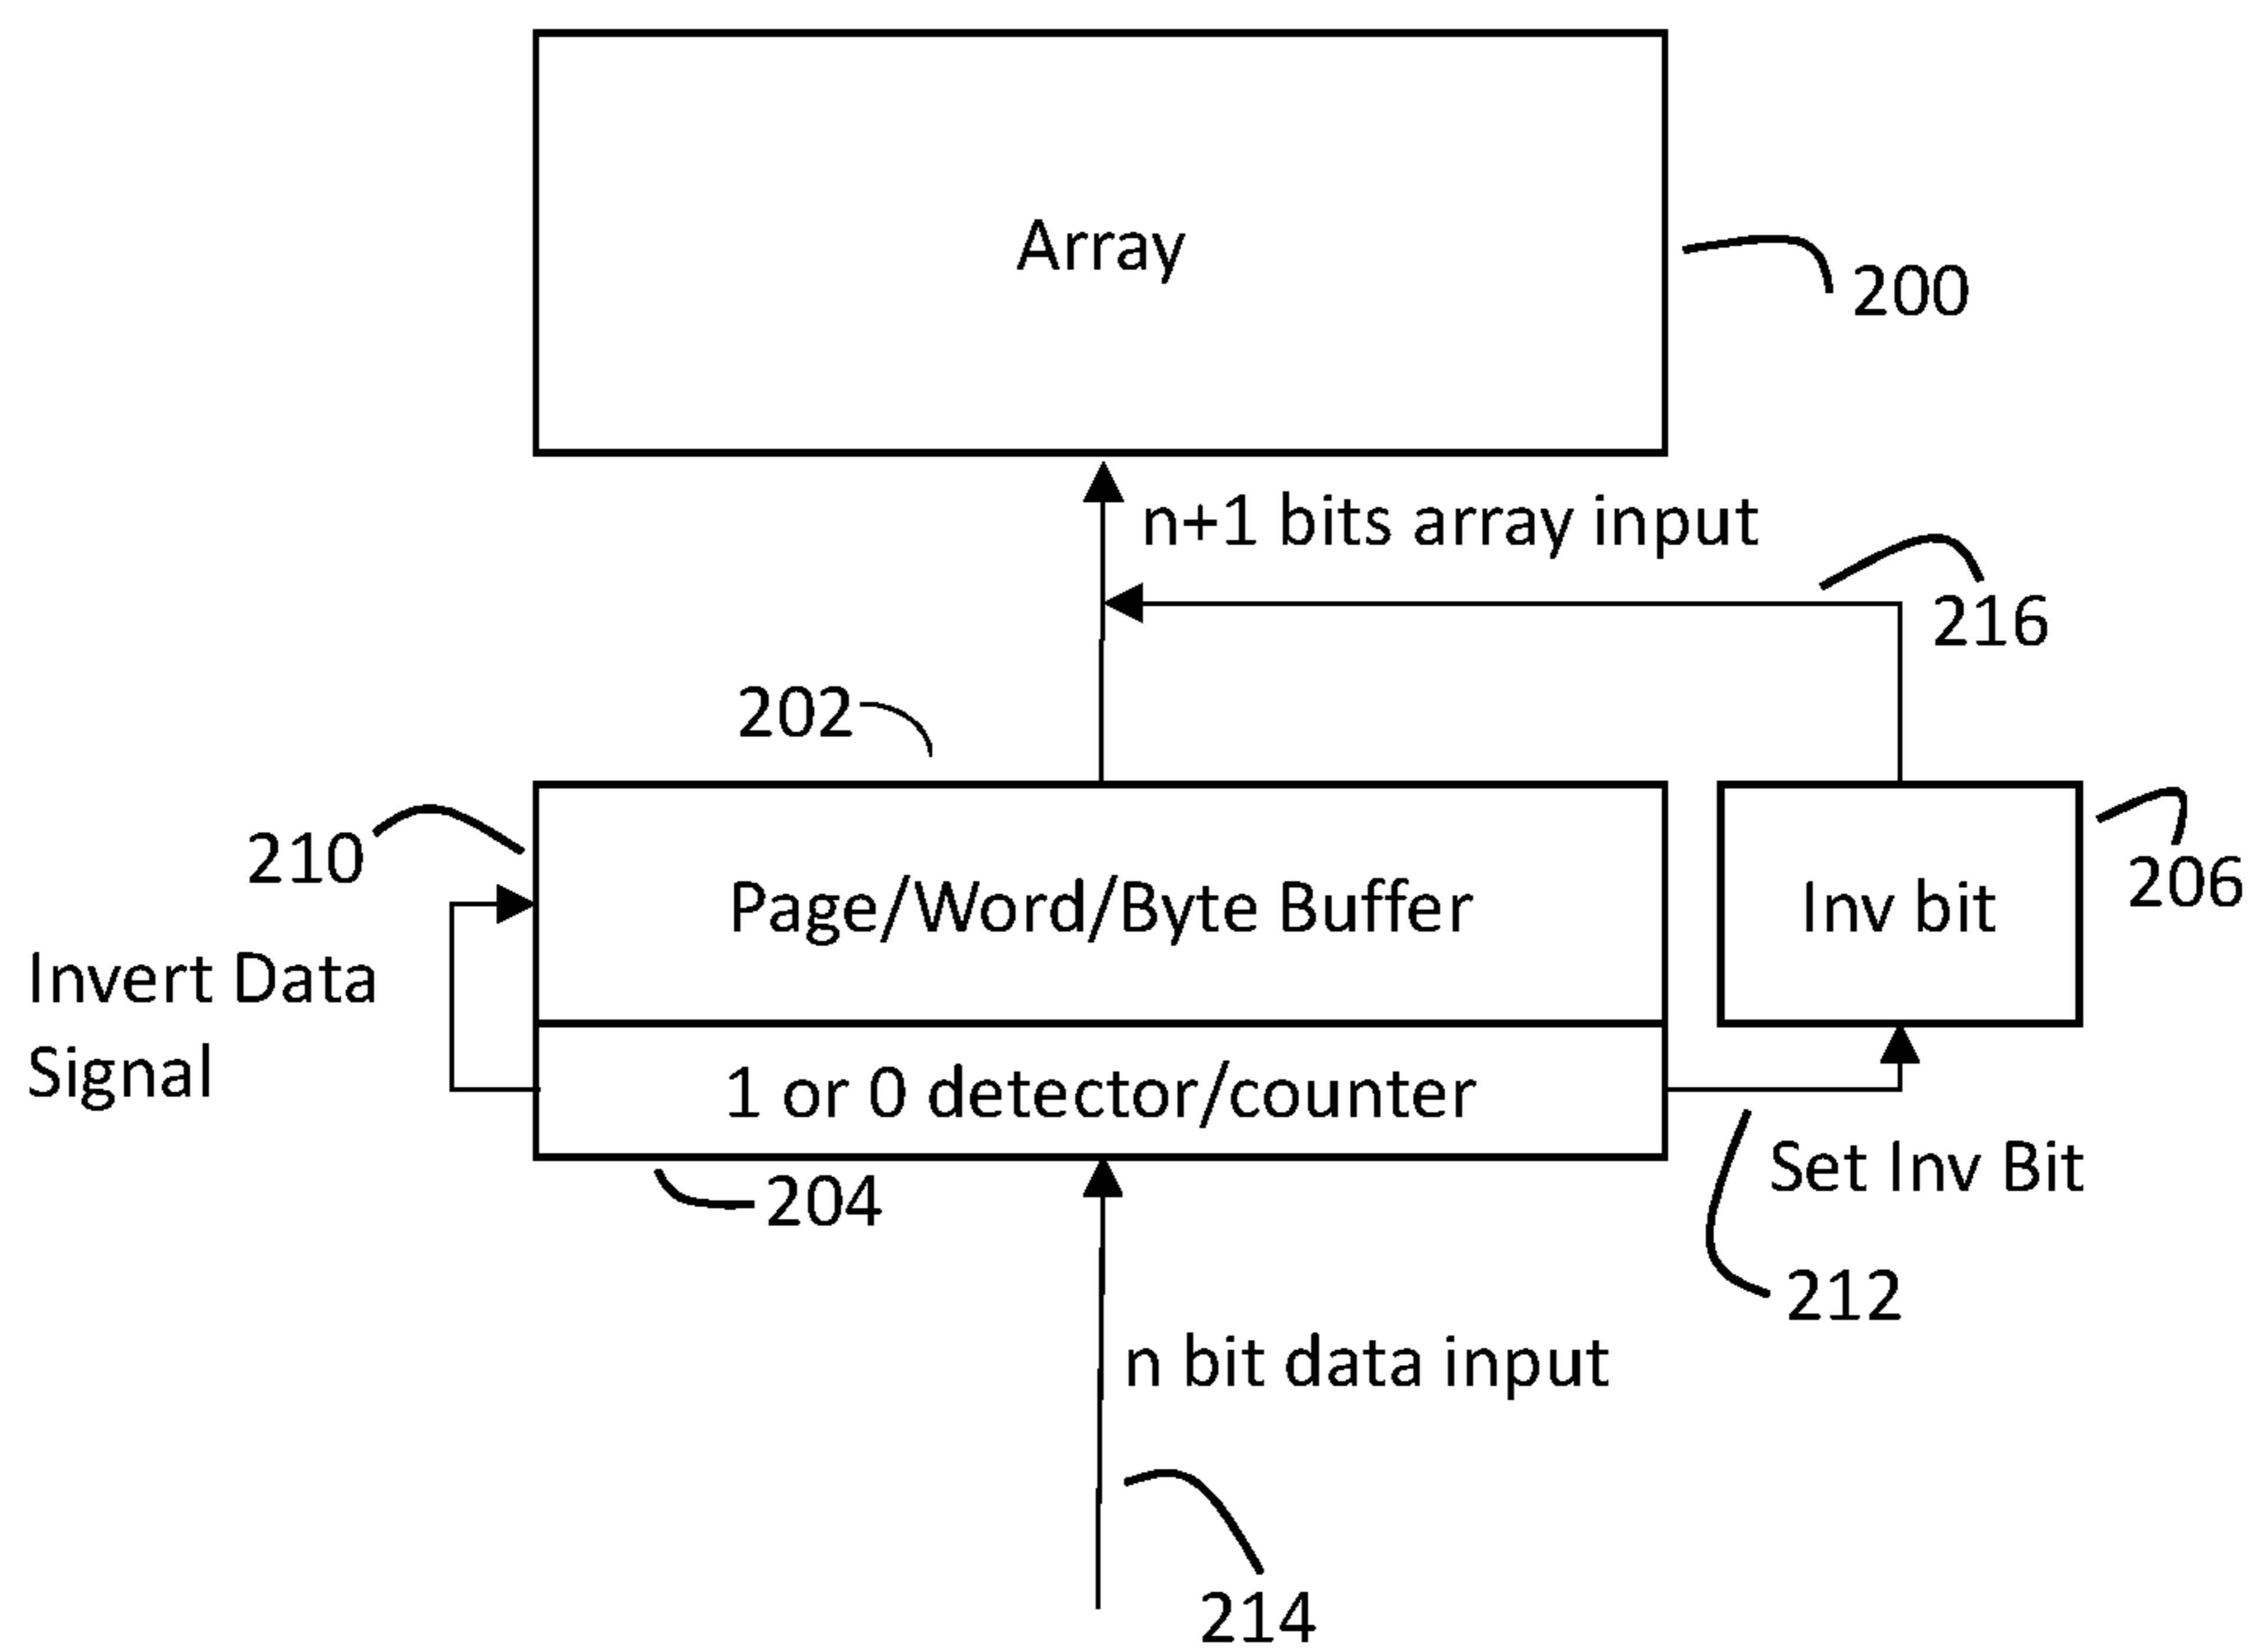 Array
200
n+1 bits array input
216
202
210
Page/Word/Byte Buffer
Inv bit
206
Invert Data
Signal
1 or 0 detector/counter
Set Inv Bit
204
212
n bit data input
214